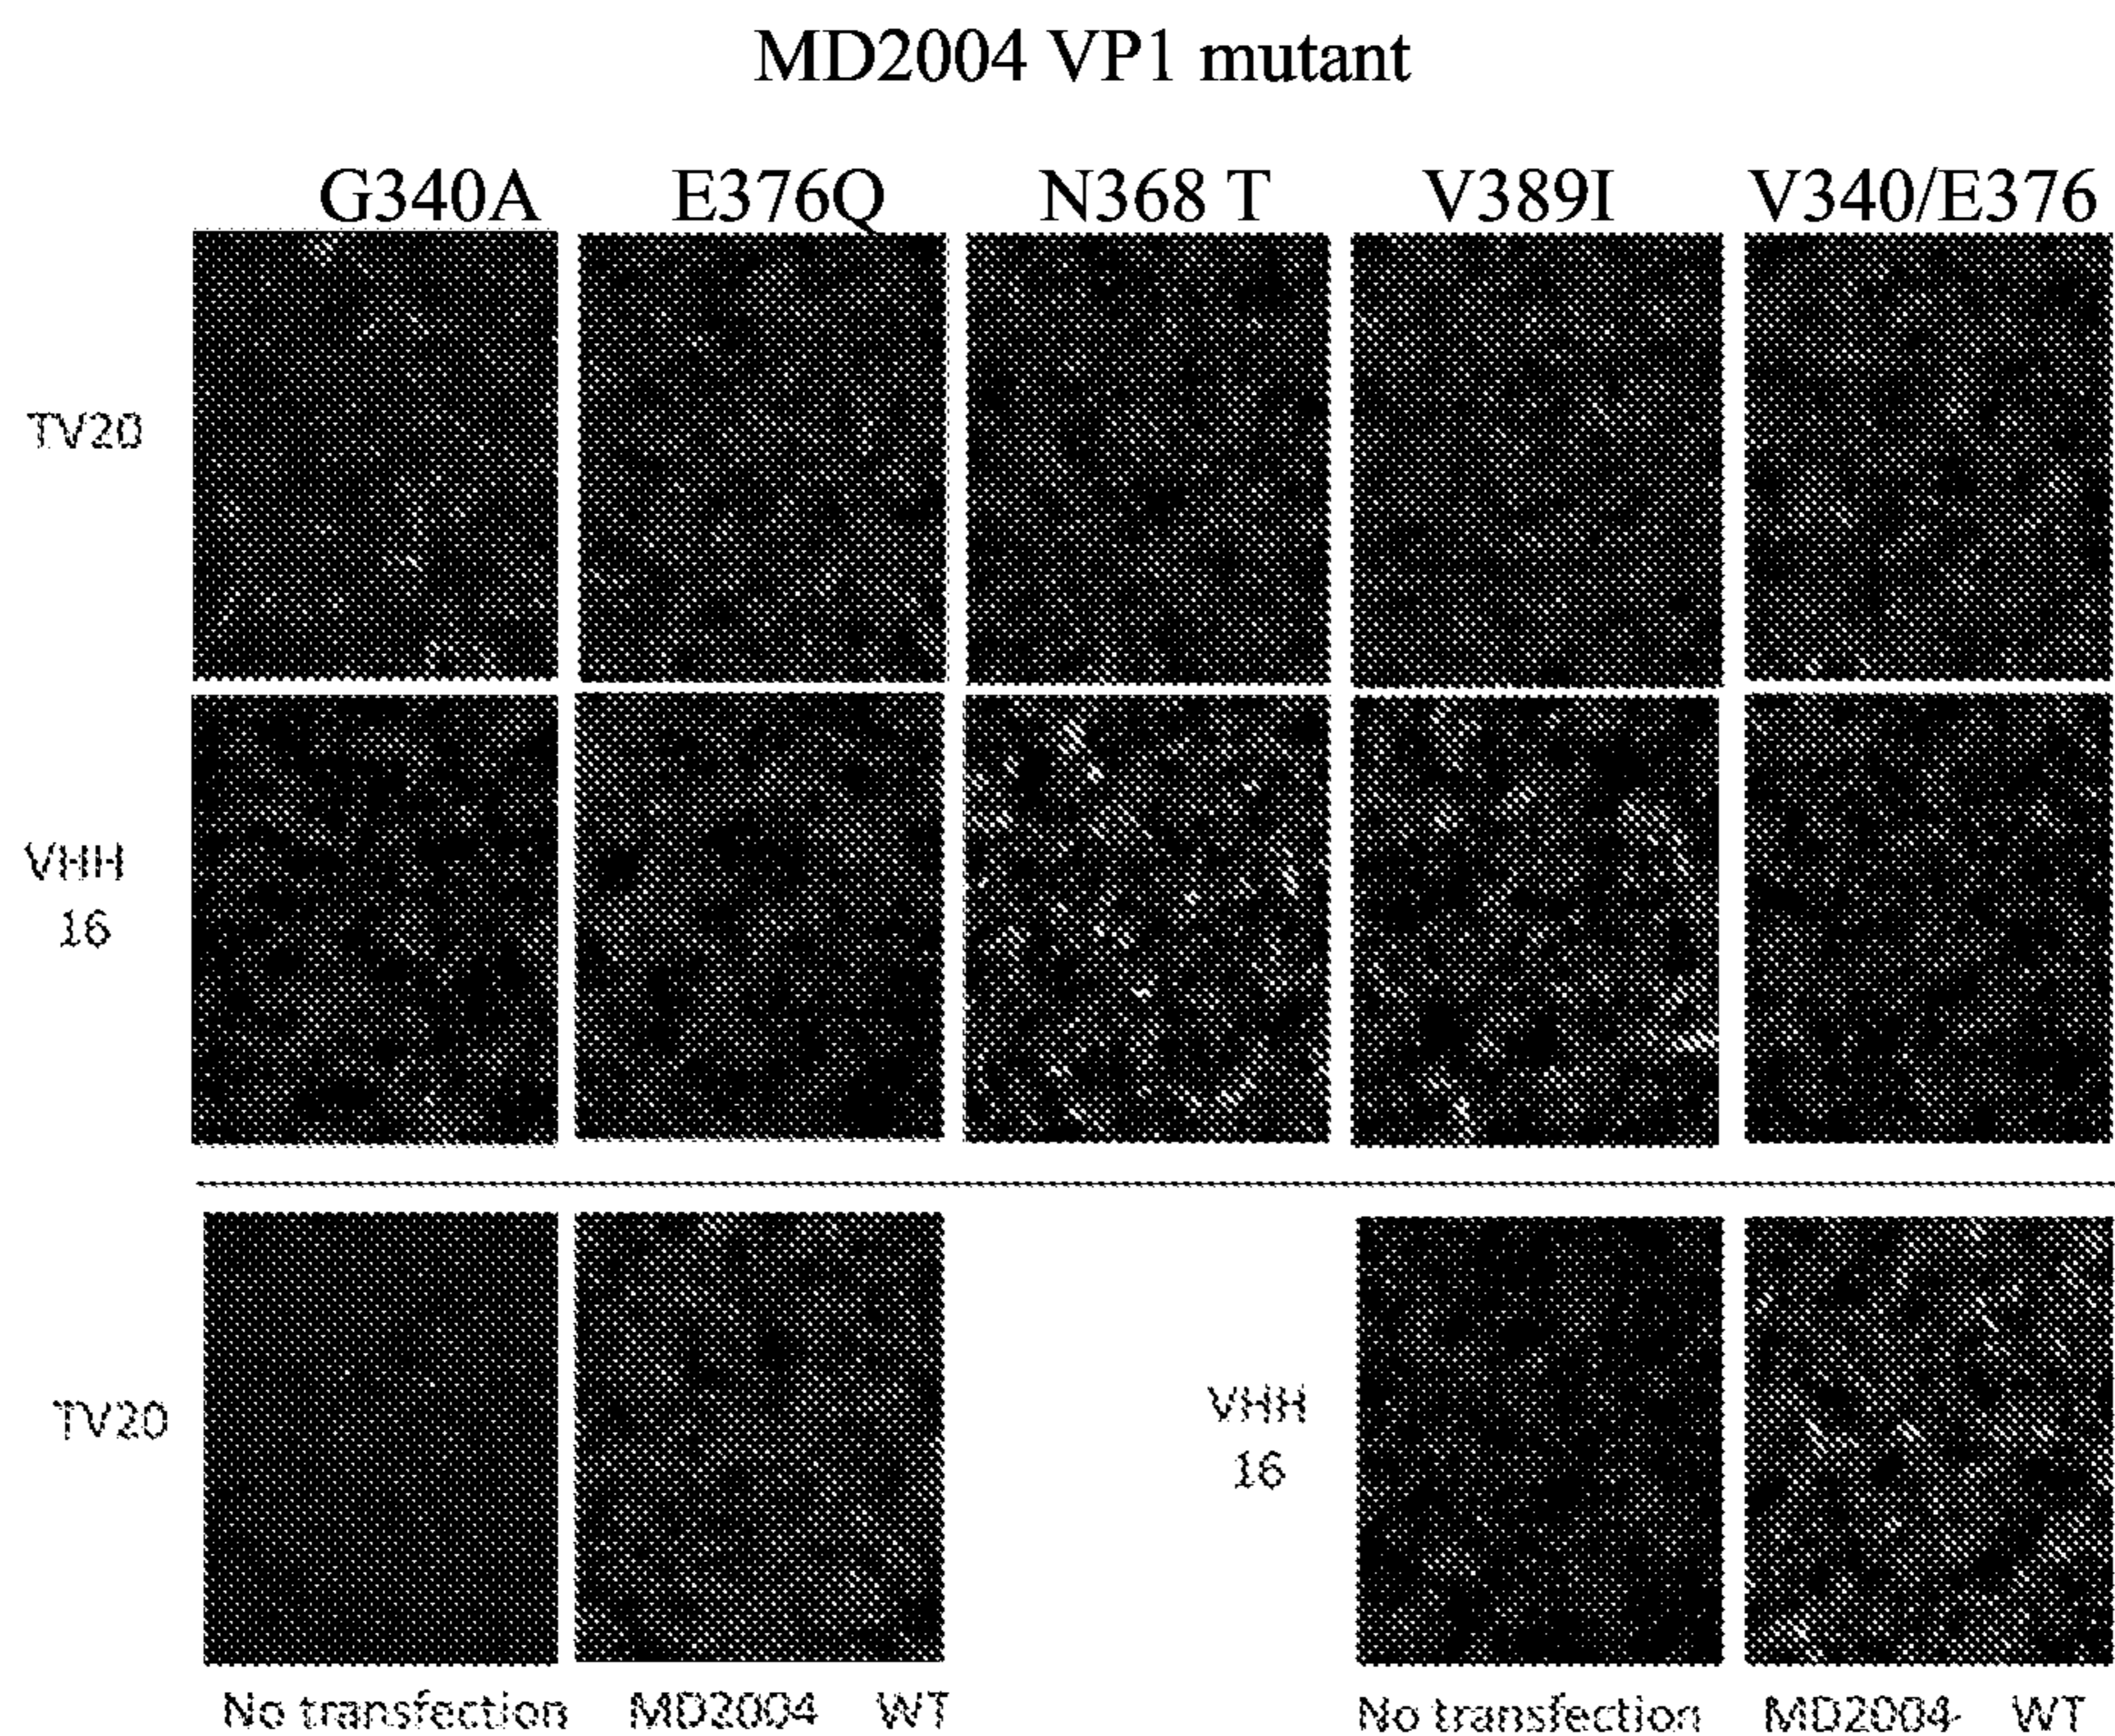 MD2004 VP1 mutant
G340A E376Q N368 T V389I V340/E376
TV20
VHH
16
TV20
VHH
16
No transfection MD2004 WT No transfection MD2004- WT